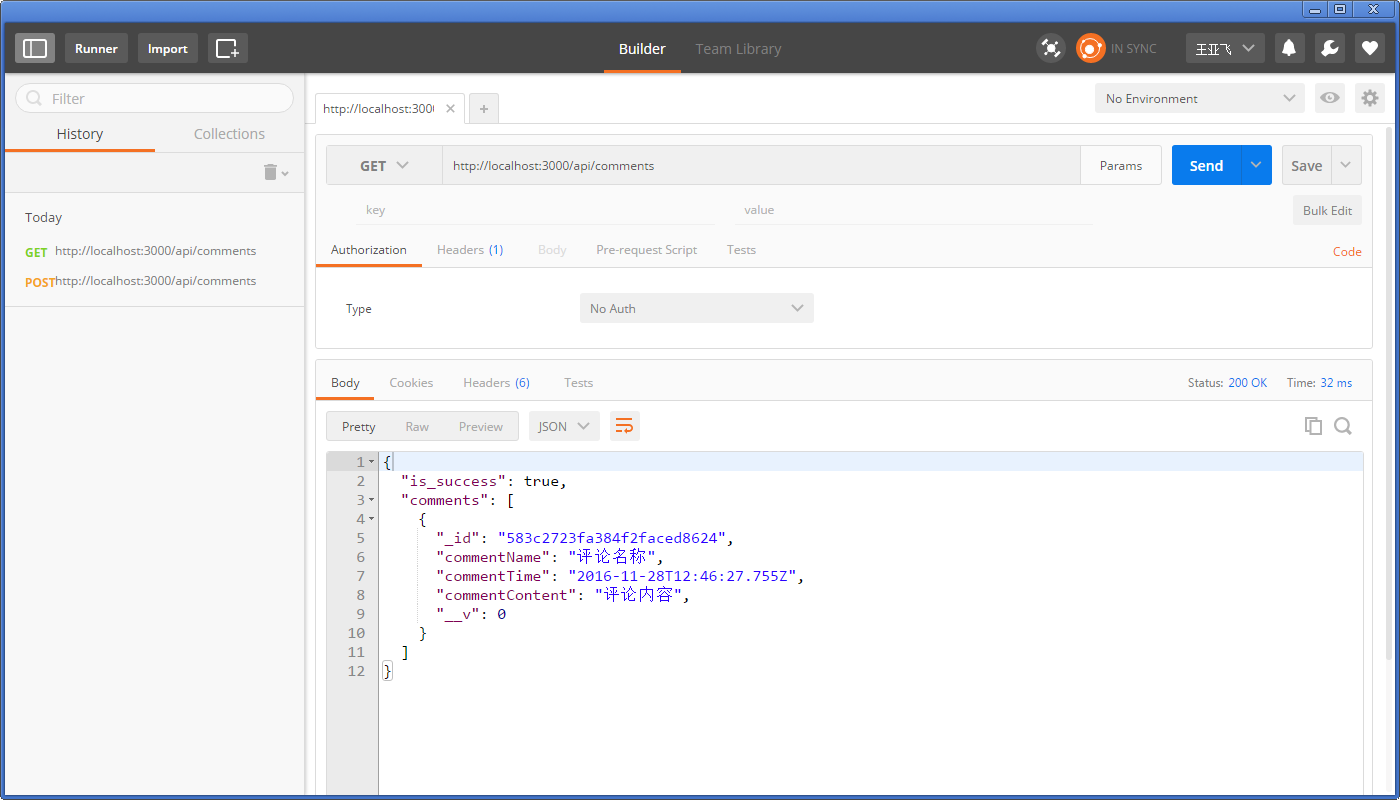 Runner Import Builder Team Library IN SYNC 王亚飞
Filter
History Collections
Today
GET http://localhost:3000/api/comments
POST http://localhost:3000/api/comments
http://localhost:3000 No Environment
GET http://localhost:3000/api/comments Params Send Save
key value Bulk Edit
Authorization Headers (1) Body Pre-request Script Tests Code
Type No Auth
Body Cookies Headers (6) Tests Status: 200 OK Time: 32 ms
Pretty Raw Preview JSON
1 {
2 "is_success": true,
3 "comments": [
4 {
5 "_id": "583c2723fa384f2faced8624",
6 "commentName": "评论名称",
7 "commentTime": "2016-11-28T12:46:27.755Z",
8 "commentContent": "评论内容",
9 "__v": 0
10 }
11 ]
12 }